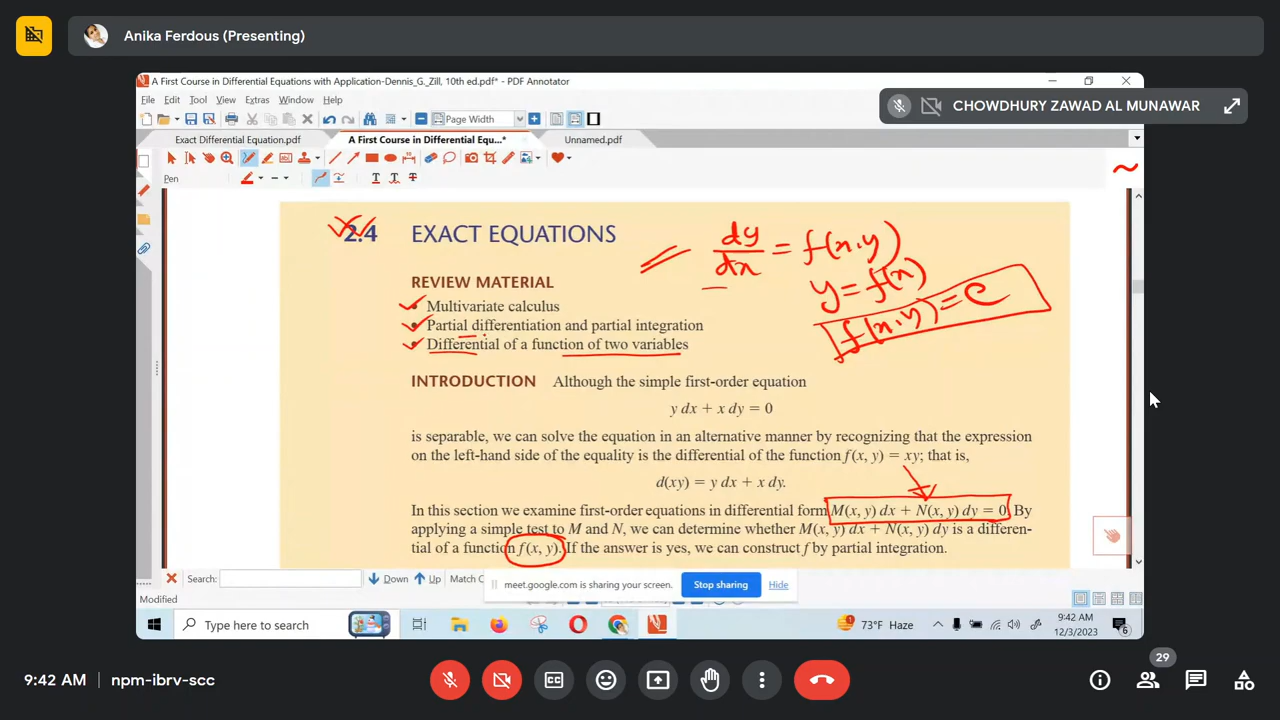 Anika Ferdous (Presenting)
A First Course in Differential Equations with Application-Dennis_G._Zill, 10th ed.pdf* - PDF Annotator
File Edit Tool View Extras Window Help
CHOWDHURY ZAWAD AL MUNAWAR
Page Width
Exact Differential Equation.pdf
A First Course in Differential Equ...*
Unnamed.pdf
Pen
2.4 EXACT EQUATIONS
dy/dx = f(x,y)
y = f(x)
f(x,y) = c
REVIEW MATERIAL
• Multivariate calculus
• Partial differentiation and partial integration
• Differential of a function of two variables
INTRODUCTION Although the simple first-order equation
y dx + x dy = 0
is separable, we can solve the equation in an alternative manner by recognizing that the expression
on the left-hand side of the equality is the differential of the function f(x, y) = xy; that is,
d(xy) = y dx + x dy.
In this section we examine first-order equations in differential form M(x, y) dx + N(x, y) dy = 0. By
applying a simple test to M and N, we can determine whether M(x, y) dx + N(x, y) dy is a differen-
tial of a function f(x, y). If the answer is yes, we can construct f by partial integration.
Search: Down Up Match C
meet.google.com is sharing your screen. Stop sharing Hide
Modified
Type here to search
73°F Haze
9:42 AM
12/3/2023
6
9:42 AM npm-ibrv-scc
29